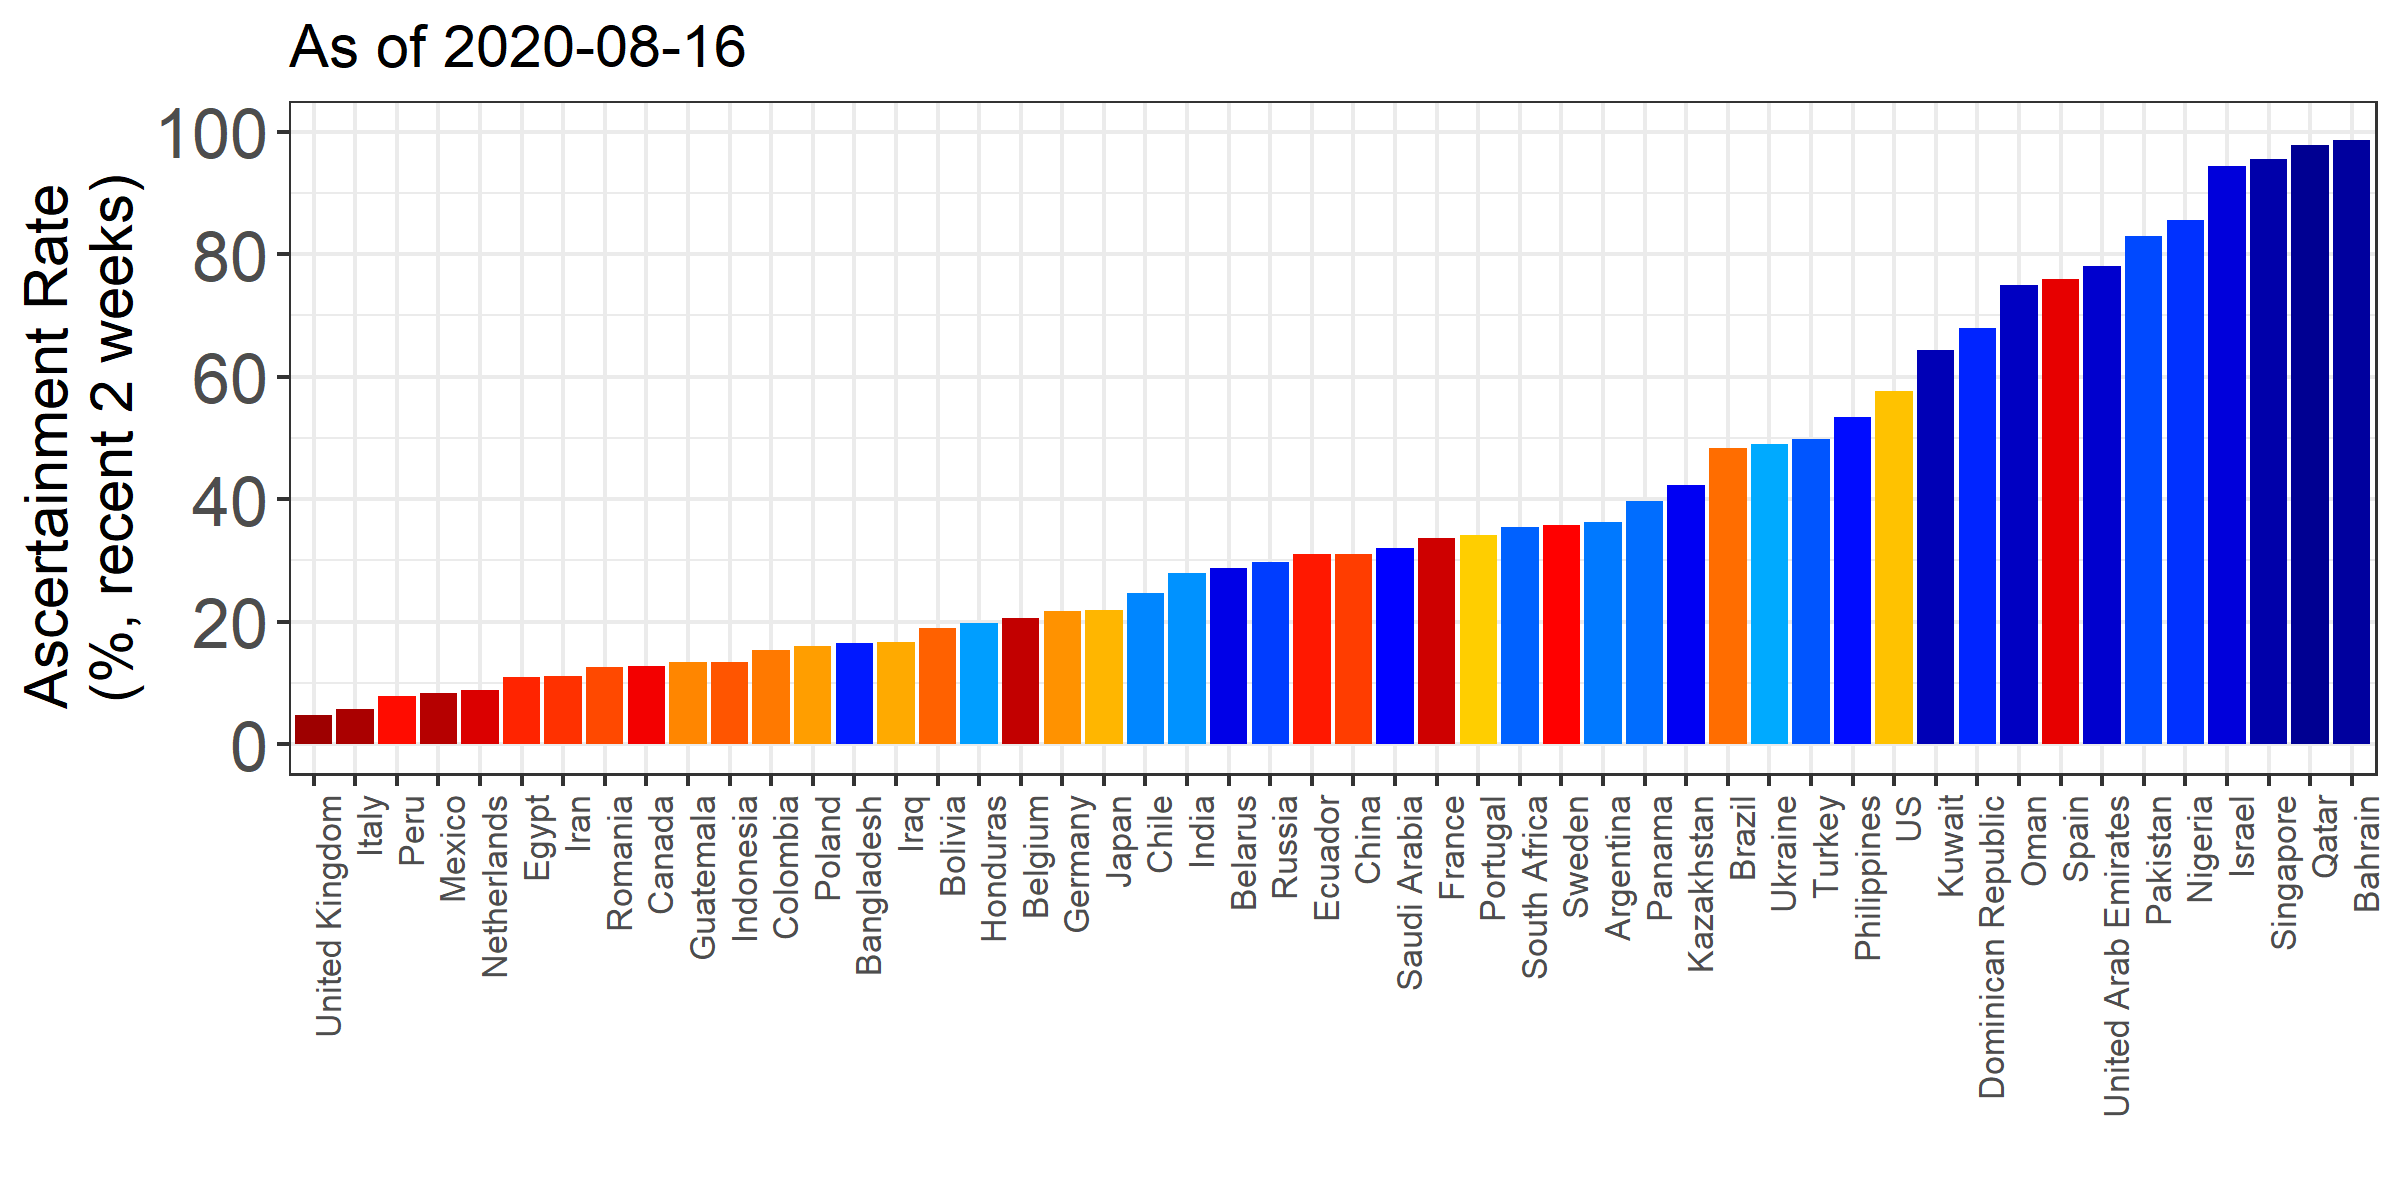 As of 2020-08-16
Ascertainment Rate
(%, recent 2 weeks)
100
80
60
40
20
0
United Kingdom
Italy
Peru
Mexico
Netherlands
Egypt
Iran
Romania
Canada
Guatemala
Indonesia
Colombia
Poland
Bangladesh
Iraq
Bolivia
Honduras
Belgium
Germany
Japan
Chile
India
Belarus
Russia
Ecuador
China
Saudi Arabia
France
Portugal
South Africa
Sweden
Argentina
Panama
Kazakhstan
Brazil
Ukraine
Turkey
Philippines
US
Kuwait
Dominican Republic
Oman
Spain
United Arab Emirates
Pakistan
Nigeria
Israel
Singapore
Qatar
Bahrain